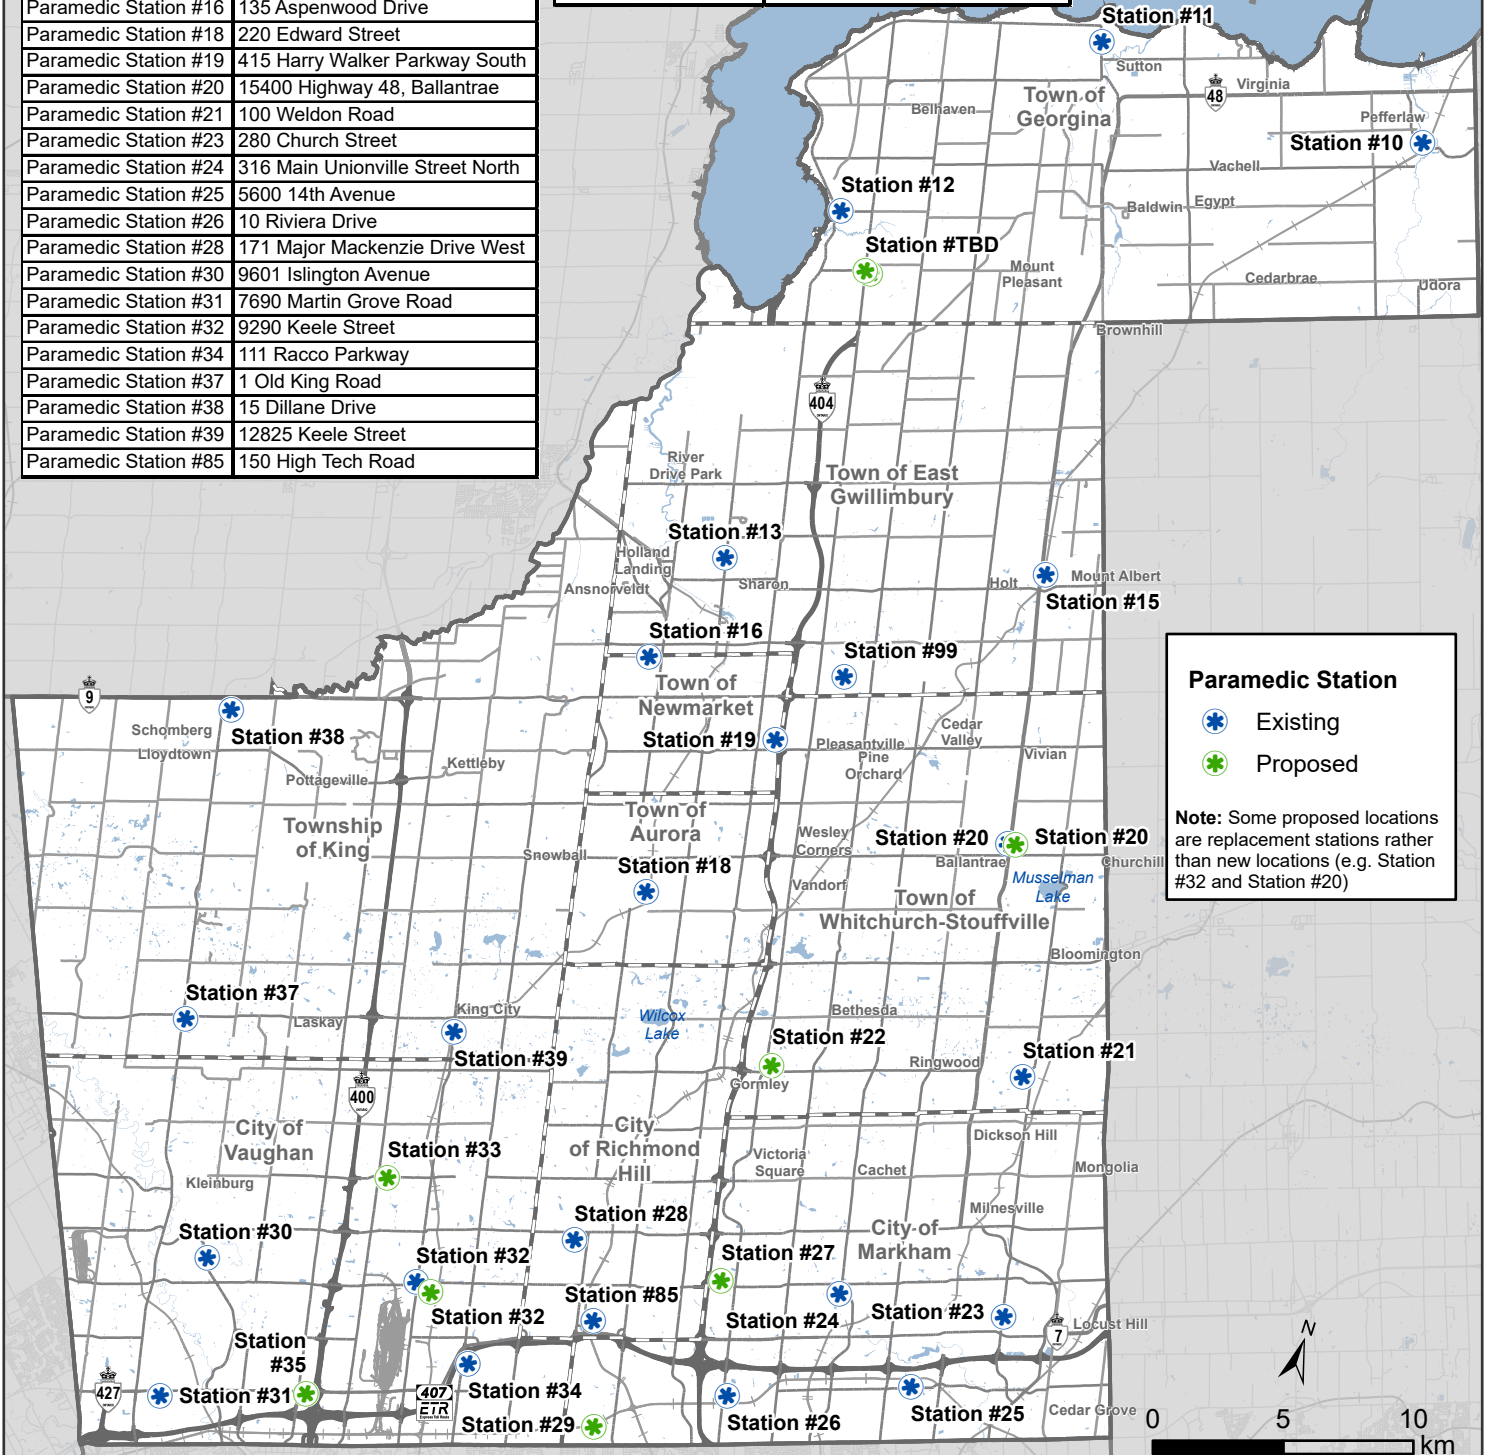 Paramedic Station #16 135 Aspenwood Drive
Paramedic Station #18 220 Edward Street
Paramedic Station #19 415 Harry Walker Parkway South
Paramedic Station #20 15400 Highway 48, Ballantrae
Paramedic Station #21 100 Weldon Road
Paramedic Station #23 280 Church Street
Paramedic Station #24 316 Main Unionville Street North
Paramedic Station #25 5600 14th Avenue
Paramedic Station #26 10 Riviera Drive
Paramedic Station #28 171 Major Mackenzie Drive West
Paramedic Station #30 9601 Islington Avenue
Paramedic Station #31 7690 Martin Grove Road
Paramedic Station #32 9290 Keele Street
Paramedic Station #34 111 Racco Parkway
Paramedic Station #37 1 Old King Road
Paramedic Station #38 15 Dillane Drive
Paramedic Station #39 12825 Keele Street
Paramedic Station #85 150 High Tech Road
Station #11
Sutton
Virginia
48
Town of
Georgina
Belhaven
Pefferlaw
Station #10
Vachell
Station #12
Baldwin
Egypt
Station #TBD
Mount
Pleasant
Cedarbrae
Udora
Brownhill
404
River
Drive Park
Town of East
Gwillimbury
Station #13
Holland
Landing
Ansnorveldt
Sharon
Holt
Mount Albert
Station #15
Station #16
Station #99
Town of
Newmarket
9
Schomberg
Station #38
Lloydtown
Pottageville
Kettleby
Station #19
Pleasantville
Pine
Orchard
Cedar
Valley
Vivian
Paramedic Station
Existing
Proposed
Note: Some proposed locations
are replacement stations rather
than new locations (e.g. Station
#32 and Station #20)
Township
of King
Town of
Aurora
Snowball
Station #18
Wesley
Corners
Station #20
Station #20
Ballantrae
Churchill
Musselman
Lake
Vandorf
Town of
Whitchurch-Stouffville
Bloomington
Station #37
Laskay
King City
Station #39
Wilcox
Lake
Bethesda
Station #22
Gormley
Ringwood
Station #21
400
City of
Vaughan
Station #33
Kleinburg
City
of Richmond
Hill
Victoria
Square
Cachet
Dickson Hill
Mongolia
Milnesville
Station #30
Station #28
City of
Markham
Station #32
Station #32
Station #85
Station #27
Station #24
Station #23
7
Locust Hill
Station
#35
427
Station #31
407
ETR
Express Toll Route
Station #34
Station #29
Station #26
Station #25
Cedar Grove
N
0 5 10
km